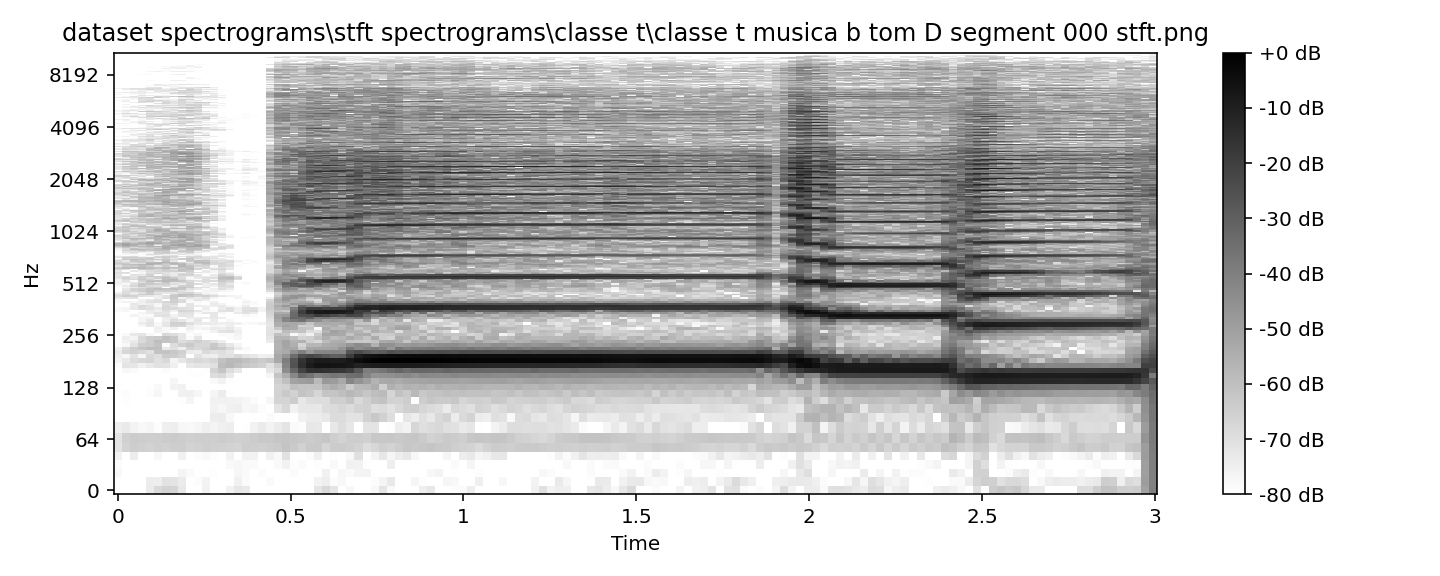 dataset spectrograms\stft spectrograms\classe t\classe t musica b tom D segment 000 stft.png
8192
4096
2048
1024
512
256
128
64
0
Hz
0
0.5
1
1.5
2
2.5
3
Time
+0 dB
-10 dB
-20 dB
-30 dB
-40 dB
-50 dB
-60 dB
-70 dB
-80 dB